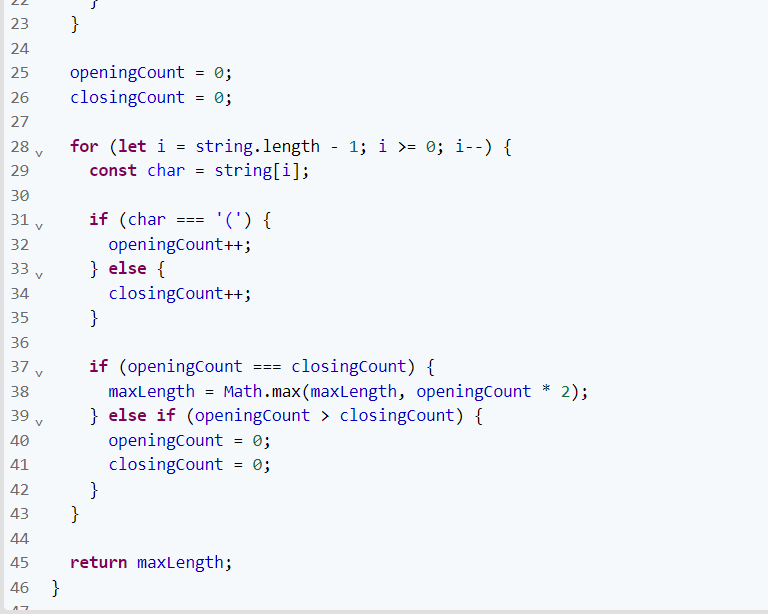 22 }
23 }
24
25 openingCount = 0;
26 closingCount = 0;
27
28 for (let i = string.length - 1; i >= 0; i--) {
29 const char = string[i];
30
31 if (char === '(') {
32 openingCount++;
33 } else {
34 closingCount++;
35 }
36
37 if (openingCount === closingCount) {
38 maxLength = Math.max(maxLength, openingCount * 2);
39 } else if (openingCount > closingCount) {
40 openingCount = 0;
41 closingCount = 0;
42 }
43 }
44
45 return maxLength;
46 }
47